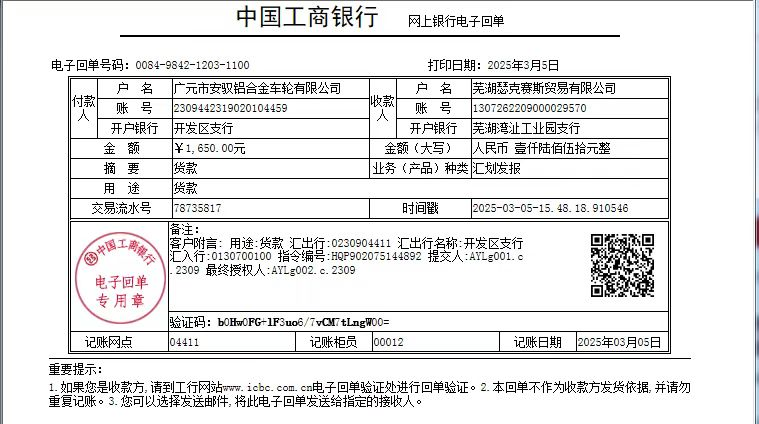 中国工商银行 网上银行电子回单
电子回单号码：0084-9842-1203-1100 打印日期：2025年3月5日
付款人 户 名 广元市安驭铝合金车轮有限公司 收款人 户 名 芜湖瑟克赛斯贸易有限公司
账 号 2309442319020104459 账 号 1307262209000029570
开户银行 开发区支行 开户银行 芜湖湾沚工业园支行
金 额 ￥1,650.00元 金额（大写） 人民币 壹仟陆佰伍拾元整
摘 要 货款 业务（产品）种类 汇划发报
用 途 货款
交易流水号 78735817 时间戳 2025-03-05-15.48.18.910546
中国工商银行
电子回单
专用章
备注：
客户附言: 用途:货款 汇出行:0230904411 汇出行名称:开发区支行
汇入行:0130700100 指令编号:HQP902075144892 提交人:AYLg001.c
.2309 最终授权人:AYLg002.c.2309
验证码：b0Hw0FG+lF3uo6/7vCM7tLngW00=
记账网点 04411 记账柜员 00012 记账日期 2025年03月05日
重要提示：
1.如果您是收款方,请到工行网站www.icbc.com.cn电子回单验证处进行回单验证。2.本回单不作为收款方发货依据,并请勿
重复记账。3.您可以选择发送邮件,将此电子回单发送给指定的接收人。